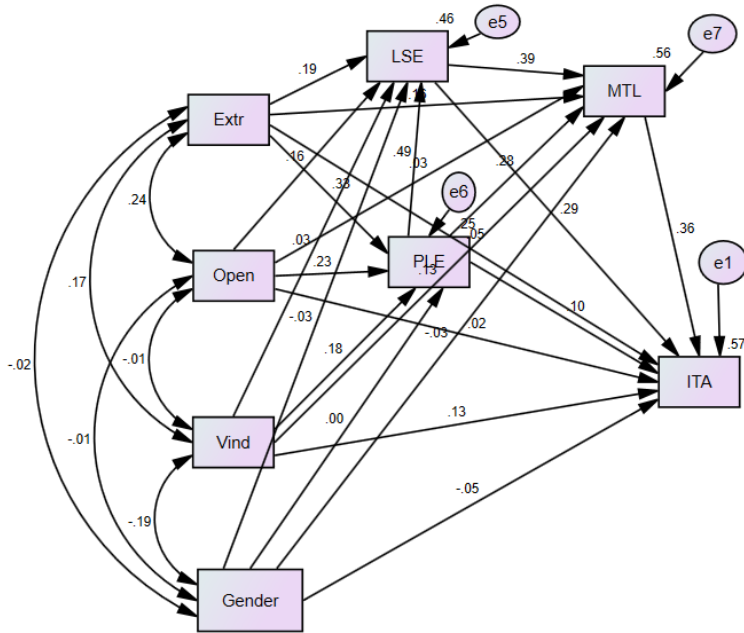 .46
e5
LSE
e7
.56
.19
.39
MTL
Extr
.16
.16
.49
.03
.28
.33
e6
.24
.25
.29
.36
.03
.05
PLE
e1
Open
.23
.13
.17
.10
-.03
.02
-.03
-.01
.18
.57
-.02
ITA
.00
.13
-.01
Vind
-.05
-.19
Gender